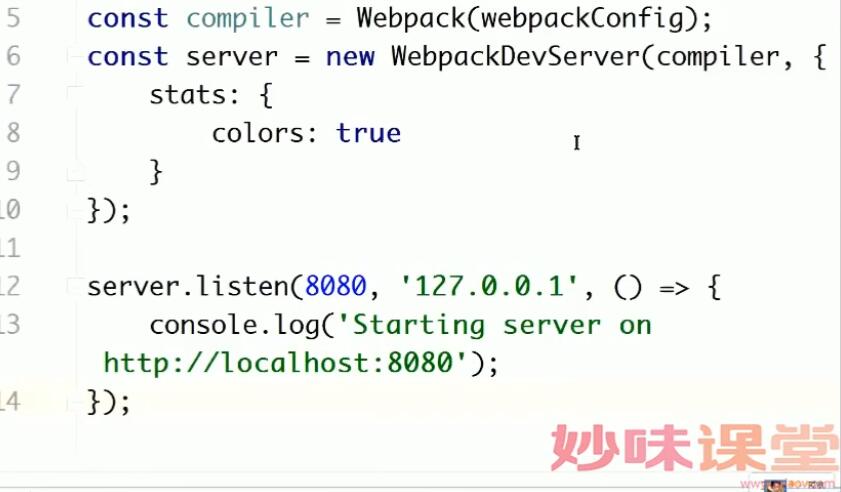 5 const compiler = Webpack(webpackConfig);
6 const server = new WebpackDevServer(compiler, {
7 stats: {
8 colors: true
9 }
10 });
11
12 server.listen(8080, '127.0.0.1', () => {
13 console.log('Starting server on
http://localhost:8080');
14 });
妙味课堂